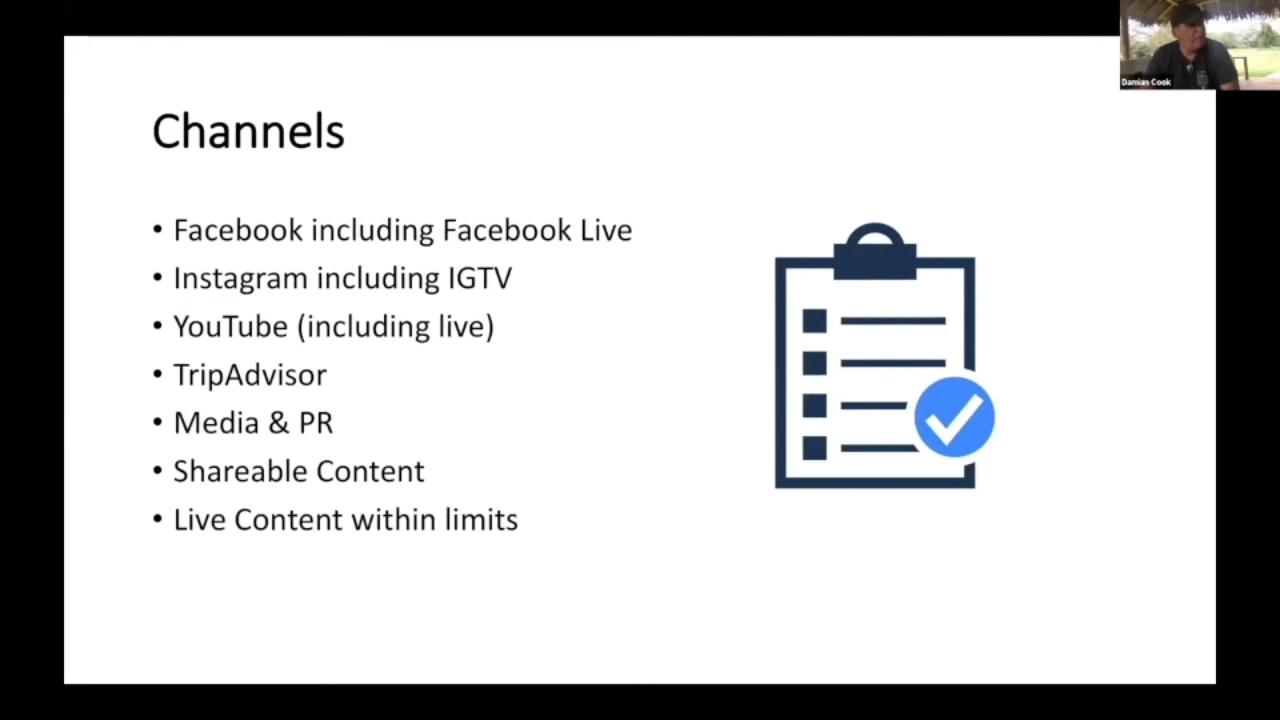 Damian Cook
Channels
• Facebook including Facebook Live
• Instagram including IGTV
• YouTube (including live)
• TripAdvisor
• Media & PR
• Shareable Content
• Live Content within limits